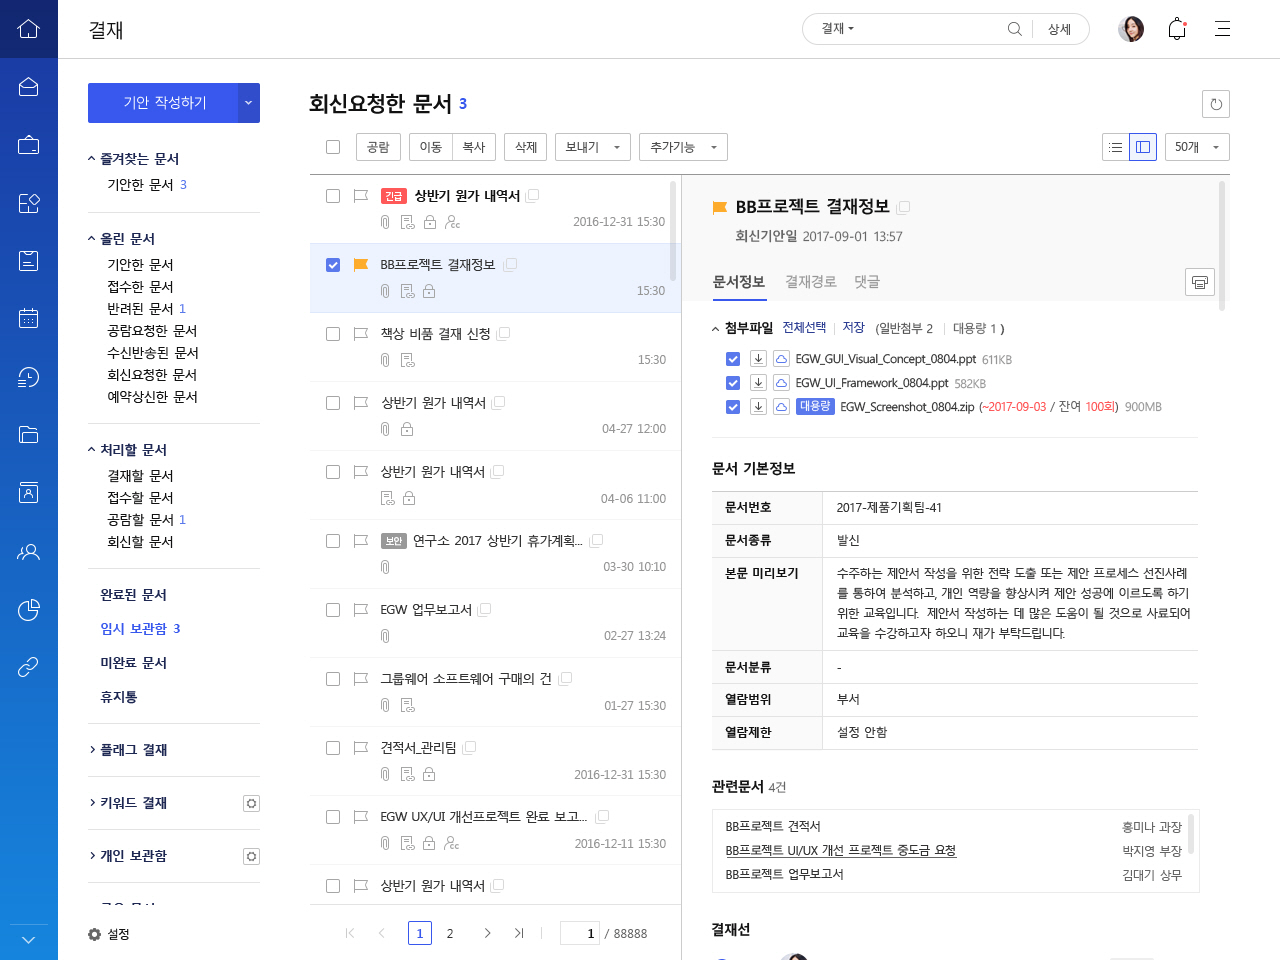 결재
결재
상세
기안 작성하기
즐겨찾는 문서
기안한 문서 3
올린 문서
기안한 문서
접수한 문서
반려된 문서 1
공람요청한 문서
수신반송된 문서
회신요청한 문서
예약상신한 문서
처리할 문서
결재할 문서
접수할 문서
공람할 문서 1
회신할 문서
완료된 문서
임시 보관함 3
미완료 문서
휴지통
플래그 결재
키워드 결재
개인 보관함
설정
회신요청한 문서 3
공람 이동 복사 삭제 보내기 추가기능
50개
긴급 상반기 원가 내역서
cc 2016-12-31 15:30
BB프로젝트 결재정보
15:30
책상 비품 결재 신청
15:30
상반기 원가 내역서
04-27 12:00
상반기 원가 내역서
04-06 11:00
보안 연구소 2017 상반기 휴가계획...
03-30 10:10
EGW 업무보고서
02-27 13:24
그룹웨어 소프트웨어 구매의 건
01-27 15:30
견적서_관리팀
2016-12-31 15:30
EGW UX/UI 개선프로젝트 완료 보고...
cc 2016-12-11 15:30
상반기 원가 내역서
1 2 1 / 88888
BB프로젝트 결재정보
회신기안일 2017-09-01 13:57
문서정보 결재경로 댓글
첨부파일 전체선택 | 저장 (일반첨부 2 | 대용량 1 )
EGW_GUI_Visual_Concept_0804.ppt 611KB
EGW_UI_Framework_0804.ppt 582KB
대용량 EGW_Screenshot_0804.zip (~2017-09-03 / 잔여 100회) 900MB
문서 기본정보
문서번호 2017-제품기획팀-41
문서종류 발신
본문 미리보기 수주하는 제안서 작성을 위한 전략 도출 또는 제안 프로세스 선진사례
를 통하여 분석하고, 개인 역량을 향상시켜 제안 성공에 이르도록 하기
위한 교육입니다. 제안서 작성하는 데 많은 도움이 될 것으로 사료되어
교육을 수강하고자 하오니 재가 부탁드립니다.
문서분류 -
열람범위 부서
열람제한 설정 안함
관련문서 4건
BB프로젝트 견적서 홍미나 과장
BB프로젝트 UI/UX 개선 프로젝트 중도금 요청 박지영 부장
BB프로젝트 업무보고서 김대기 상무
결재선